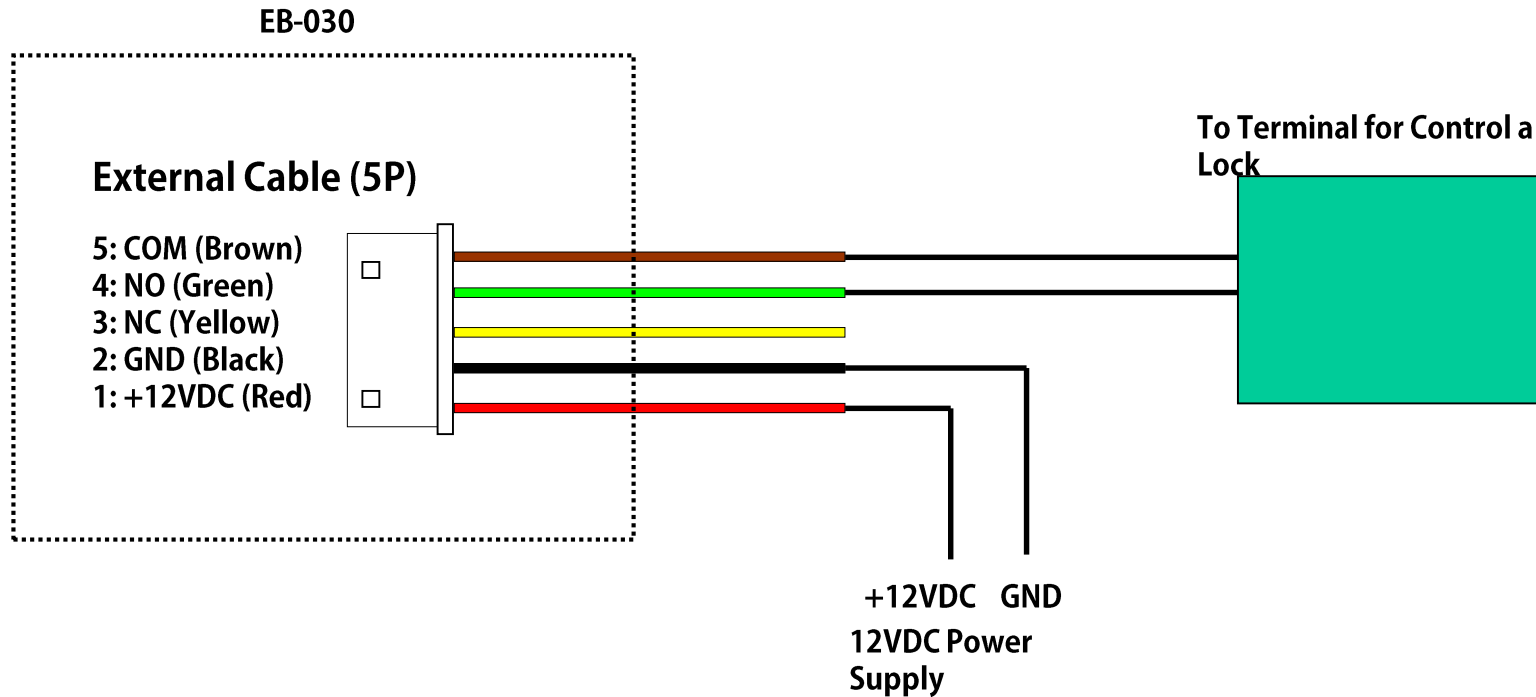 EB-030
To Terminal for Control a
Lock
External Cable (5P)
5: COM (Brown)
4: NO (Green)
3: NC (Yellow)
2: GND (Black)
1: +12VDC (Red)
+12VDC GND
12VDC Power
Supply